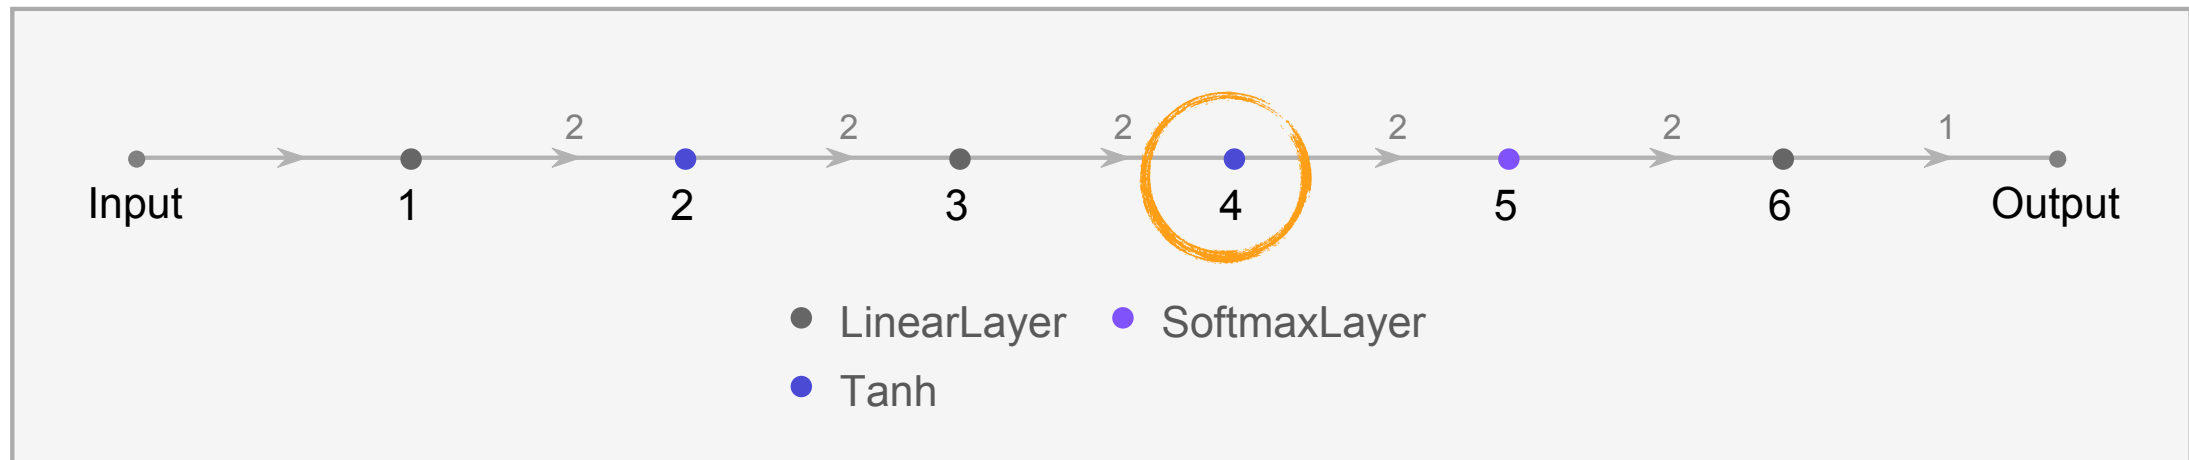 2 2 2 2 2 1
Input 1 2 3 4 5 6 Output
LinearLayer SoftmaxLayer
Tanh